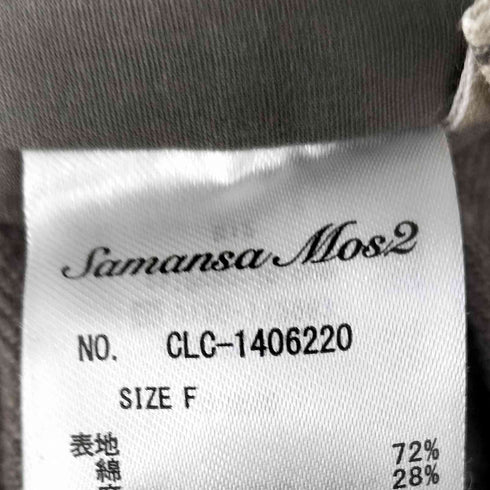 Samansa Mos2
NO. CLC-1406220
SIZE F
表地
綿 72%
28%